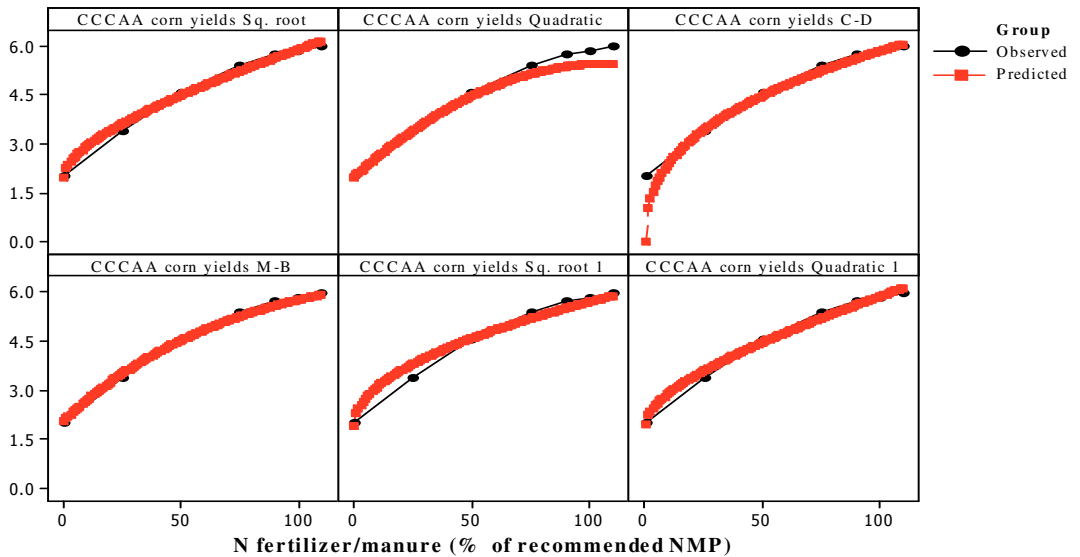 CCCAA corn yields Sq. root
CCCAA corn yields Quadratic
CCCAA corn yields C-D
Group
Observed
Predicted
6.0
4.5
3.0
1.5
0.0
CCCAA corn yields M-B
CCCAA corn yields Sq. root 1
CCCAA corn yields Quadratic 1
6.0
4.5
3.0
1.5
0.0
0 50 100 0 50 100 0 50 100
N fertilizer/manure (% of recommended NMP)